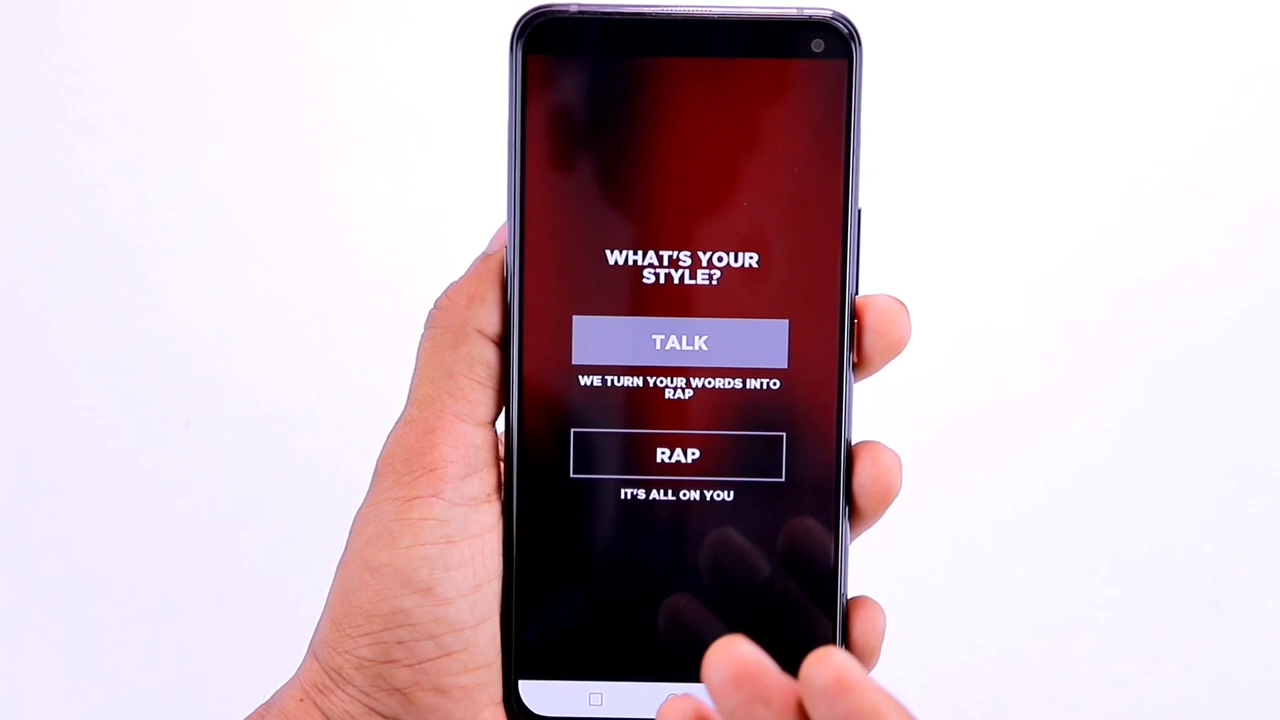 WHAT'S YOUR
STYLE?
TALK
WE TURN YOUR WORDS INTO
RAP
RAP
IT'S ALL ON YOU